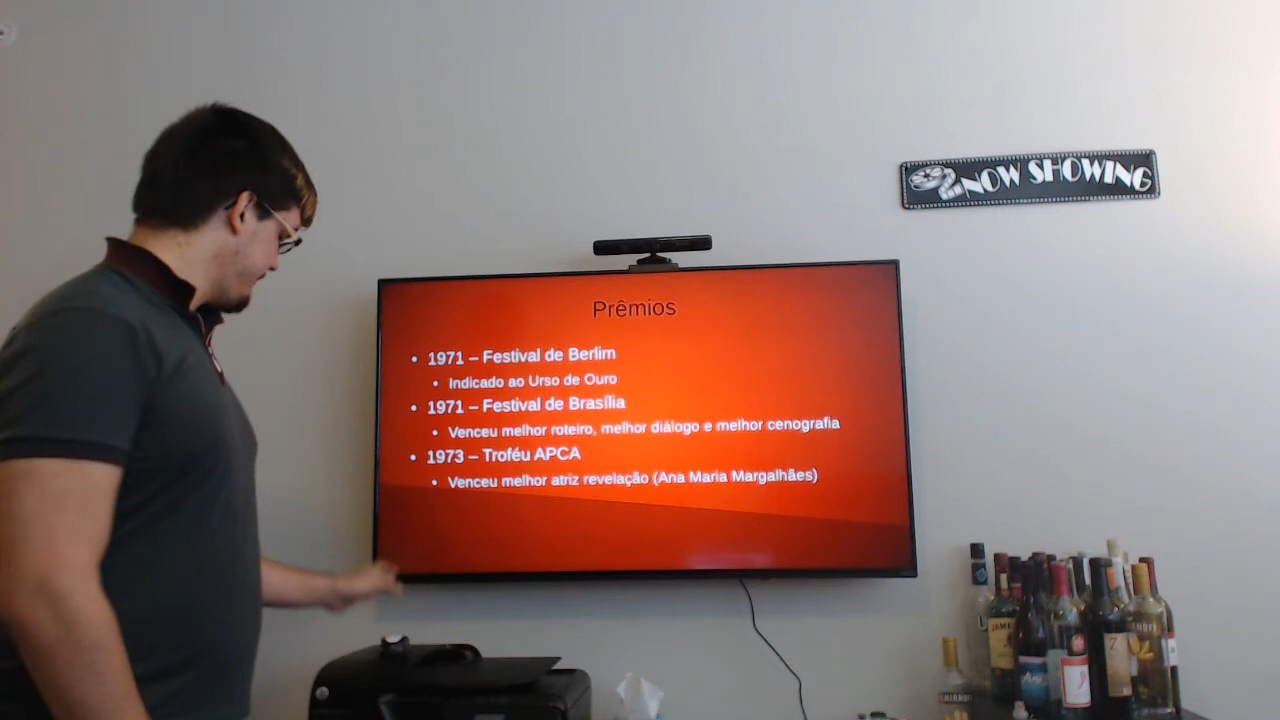 NOW SHOWING
Prêmios
• 1971 – Festival de Berlim
• Indicado ao Urso de Ouro
• 1971 – Festival de Brasília
• Venceu melhor roteiro, melhor diálogo e melhor cenografia
• 1973 – Troféu APCA
• Venceu melhor atriz revelação (Ana Maria Margalhães)